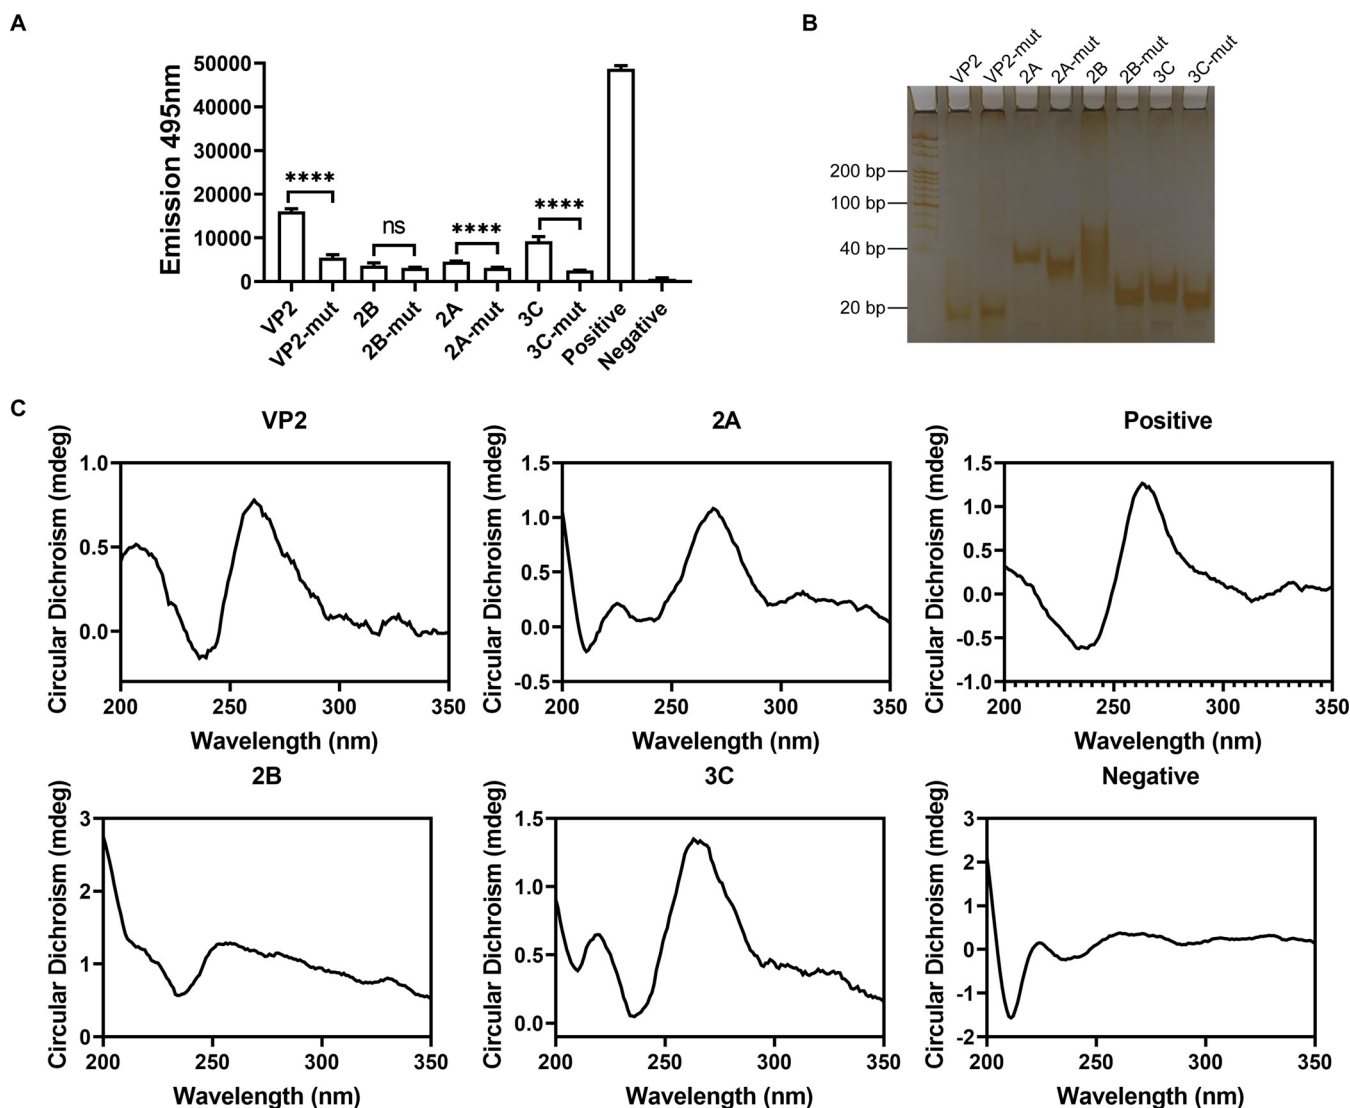 A
Emission 495nm
50000
40000
30000
20000
10000
0
****
ns
****
****
VP2
VP2-mut
2B
2B-mut
2A
2A-mut
3C
3C-mut
Positive
Negative
B
VP2
VP2-mut
2A
2A-mut
2B
2B-mut
3C
3C-mut
200 bp
100 bp
40 bp
20 bp
C
VP2
Circular Dichroism (mdeg)
1.0
0.5
0.0
200
250
300
350
Wavelength (nm)
2A
Circular Dichroism (mdeg)
1.5
1.0
0.5
0.0
-0.5
200
250
300
350
Wavelength (nm)
Positive
Circular Dichroism (mdeg)
1.5
1.0
0.5
0.0
-0.5
-1.0
200
250
300
350
Wavelength (nm)
2B
Circular Dichroism (mdeg)
3
2
1
0
200
250
300
350
Wavelength (nm)
3C
Circular Dichroism (mdeg)
1.5
1.0
0.5
0.0
200
250
300
350
Wavelength (nm)
Negative
Circular Dichroism (mdeg)
3
2
1
0
-1
-2
200
250
300
350
Wavelength (nm)